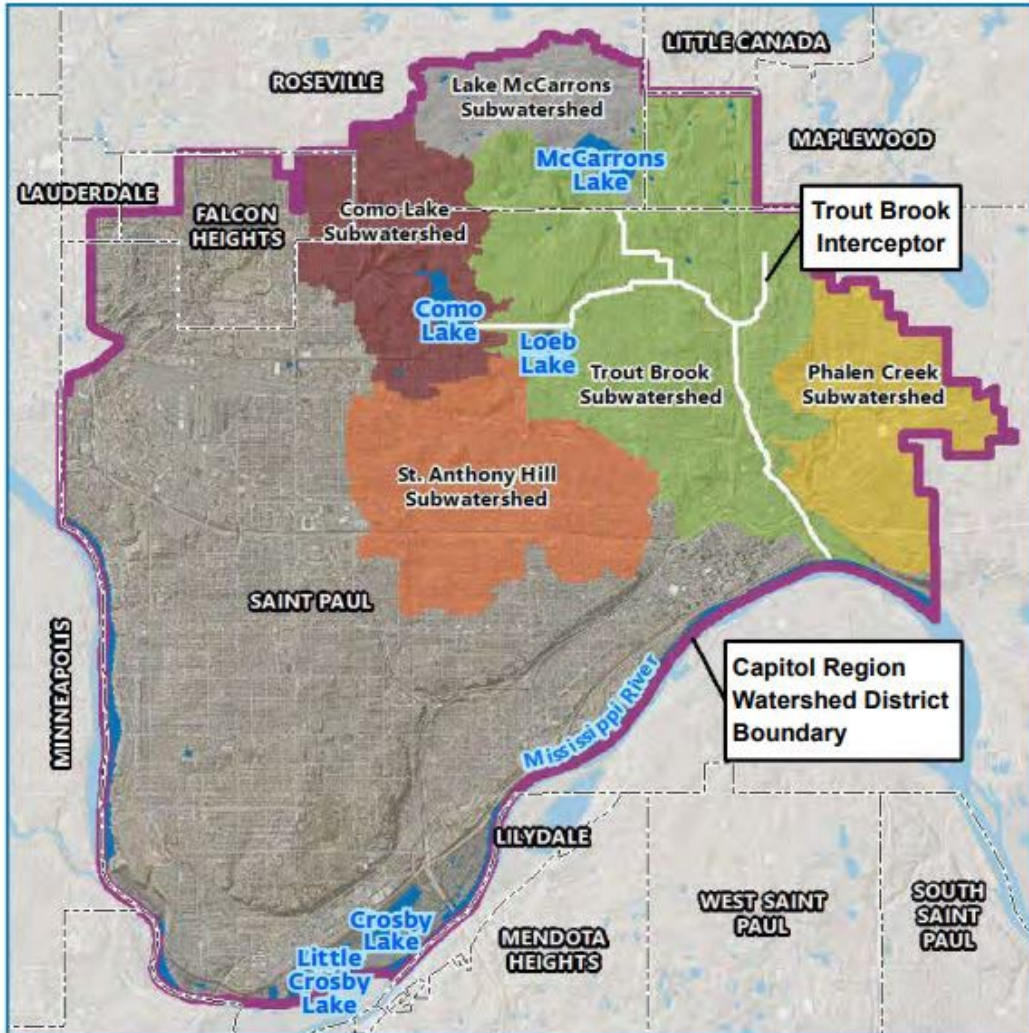 LITTLE CANADA
ROSEVILLE
Lake McCarrons
Subwatershed
MAPLEWOOD
McCarrons
Lake
LAUDERDALE
FALCON
HEIGHTS
Como Lake
Subwatershed
Trout Brook
Interceptor
Como
Lake
Loeb
Lake
Trout Brook
Subwatershed
Phalen Creek
Subwatershed
St. Anthony Hill
Subwatershed
SAINT PAUL
MINNEAPOLIS
Mississippi River
Capitol Region
Watershed District
Boundary
LILYDALE
Crosby
Lake
Little
Crosby
Lake
MENDOTA
HEIGHTS
WEST SAINT
PAUL
SOUTH
SAINT
PAUL